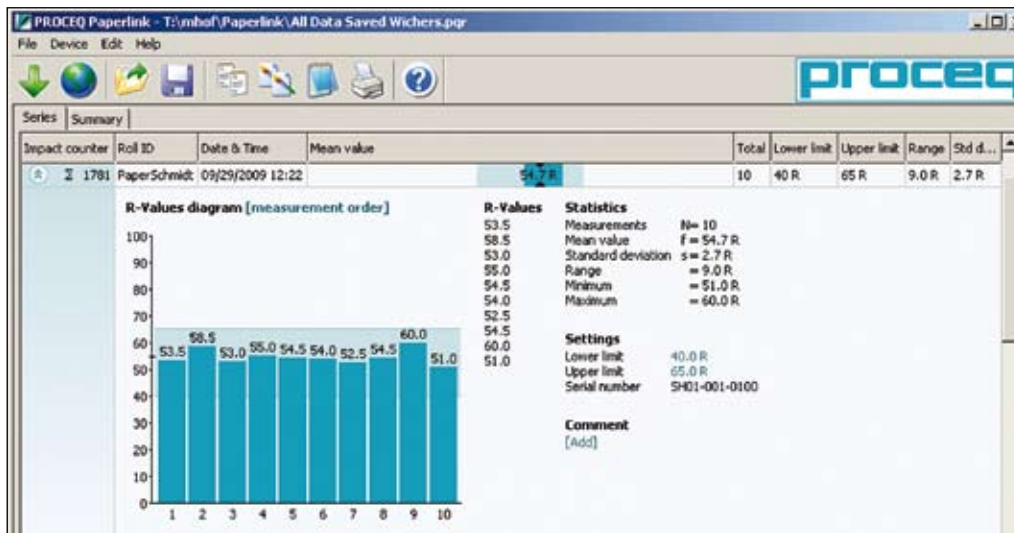 PROCEQ Paperlink - T:\mhof\Paperlink\All Data Saved Wichers.pqr
File Device Edit Help
proceq
Series Summary
Impact counter Roll ID Date & Time Mean value Total Lower limit Upper limit Range Std d...
Σ 1781 PaperSchmidt 09/29/2009 12:22 54.7 R 10 40 R 65 R 9.0 R 2.7 R
R-Values diagram [measurement order]
100
90
80
70
60
50
40
30
20
10
0
53.5 58.5 53.0 55.0 54.5 54.0 52.5 54.5 60.0 51.0
1 2 3 4 5 6 7 8 9 10
R-Values
53.5
58.5
53.0
55.0
54.5
54.0
52.5
54.5
60.0
51.0
Statistics
Measurements N= 10
Mean value f = 54.7 R
Standard deviation s= 2.7 R
Range = 9.0 R
Minimum = 51.0 R
Maximum = 60.0 R
Settings
Lower limit 40.0 R
Upper limit 65.0 R
Serial number SH01-001-0100
Comment
[Add]